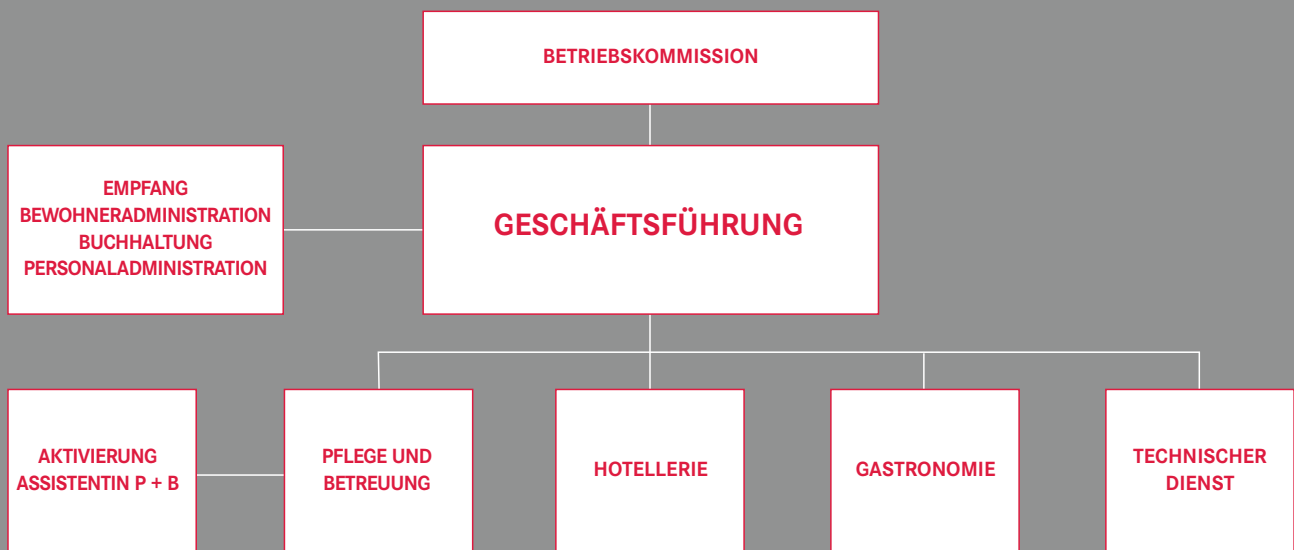 BETRIEBSKOMMISSION
EMPFANG
BEWOHNERADMINISTRATION
BUCHHALTUNG
PERSONALADMINISTRATION
GESCHÄFTSFÜHRUNG
AKTIVIERUNG
ASSISTENTIN P + B
PFLEGE UND
BETREUUNG
HOTELLERIE
GASTRONOMIE
TECHNISCHER
DIENST